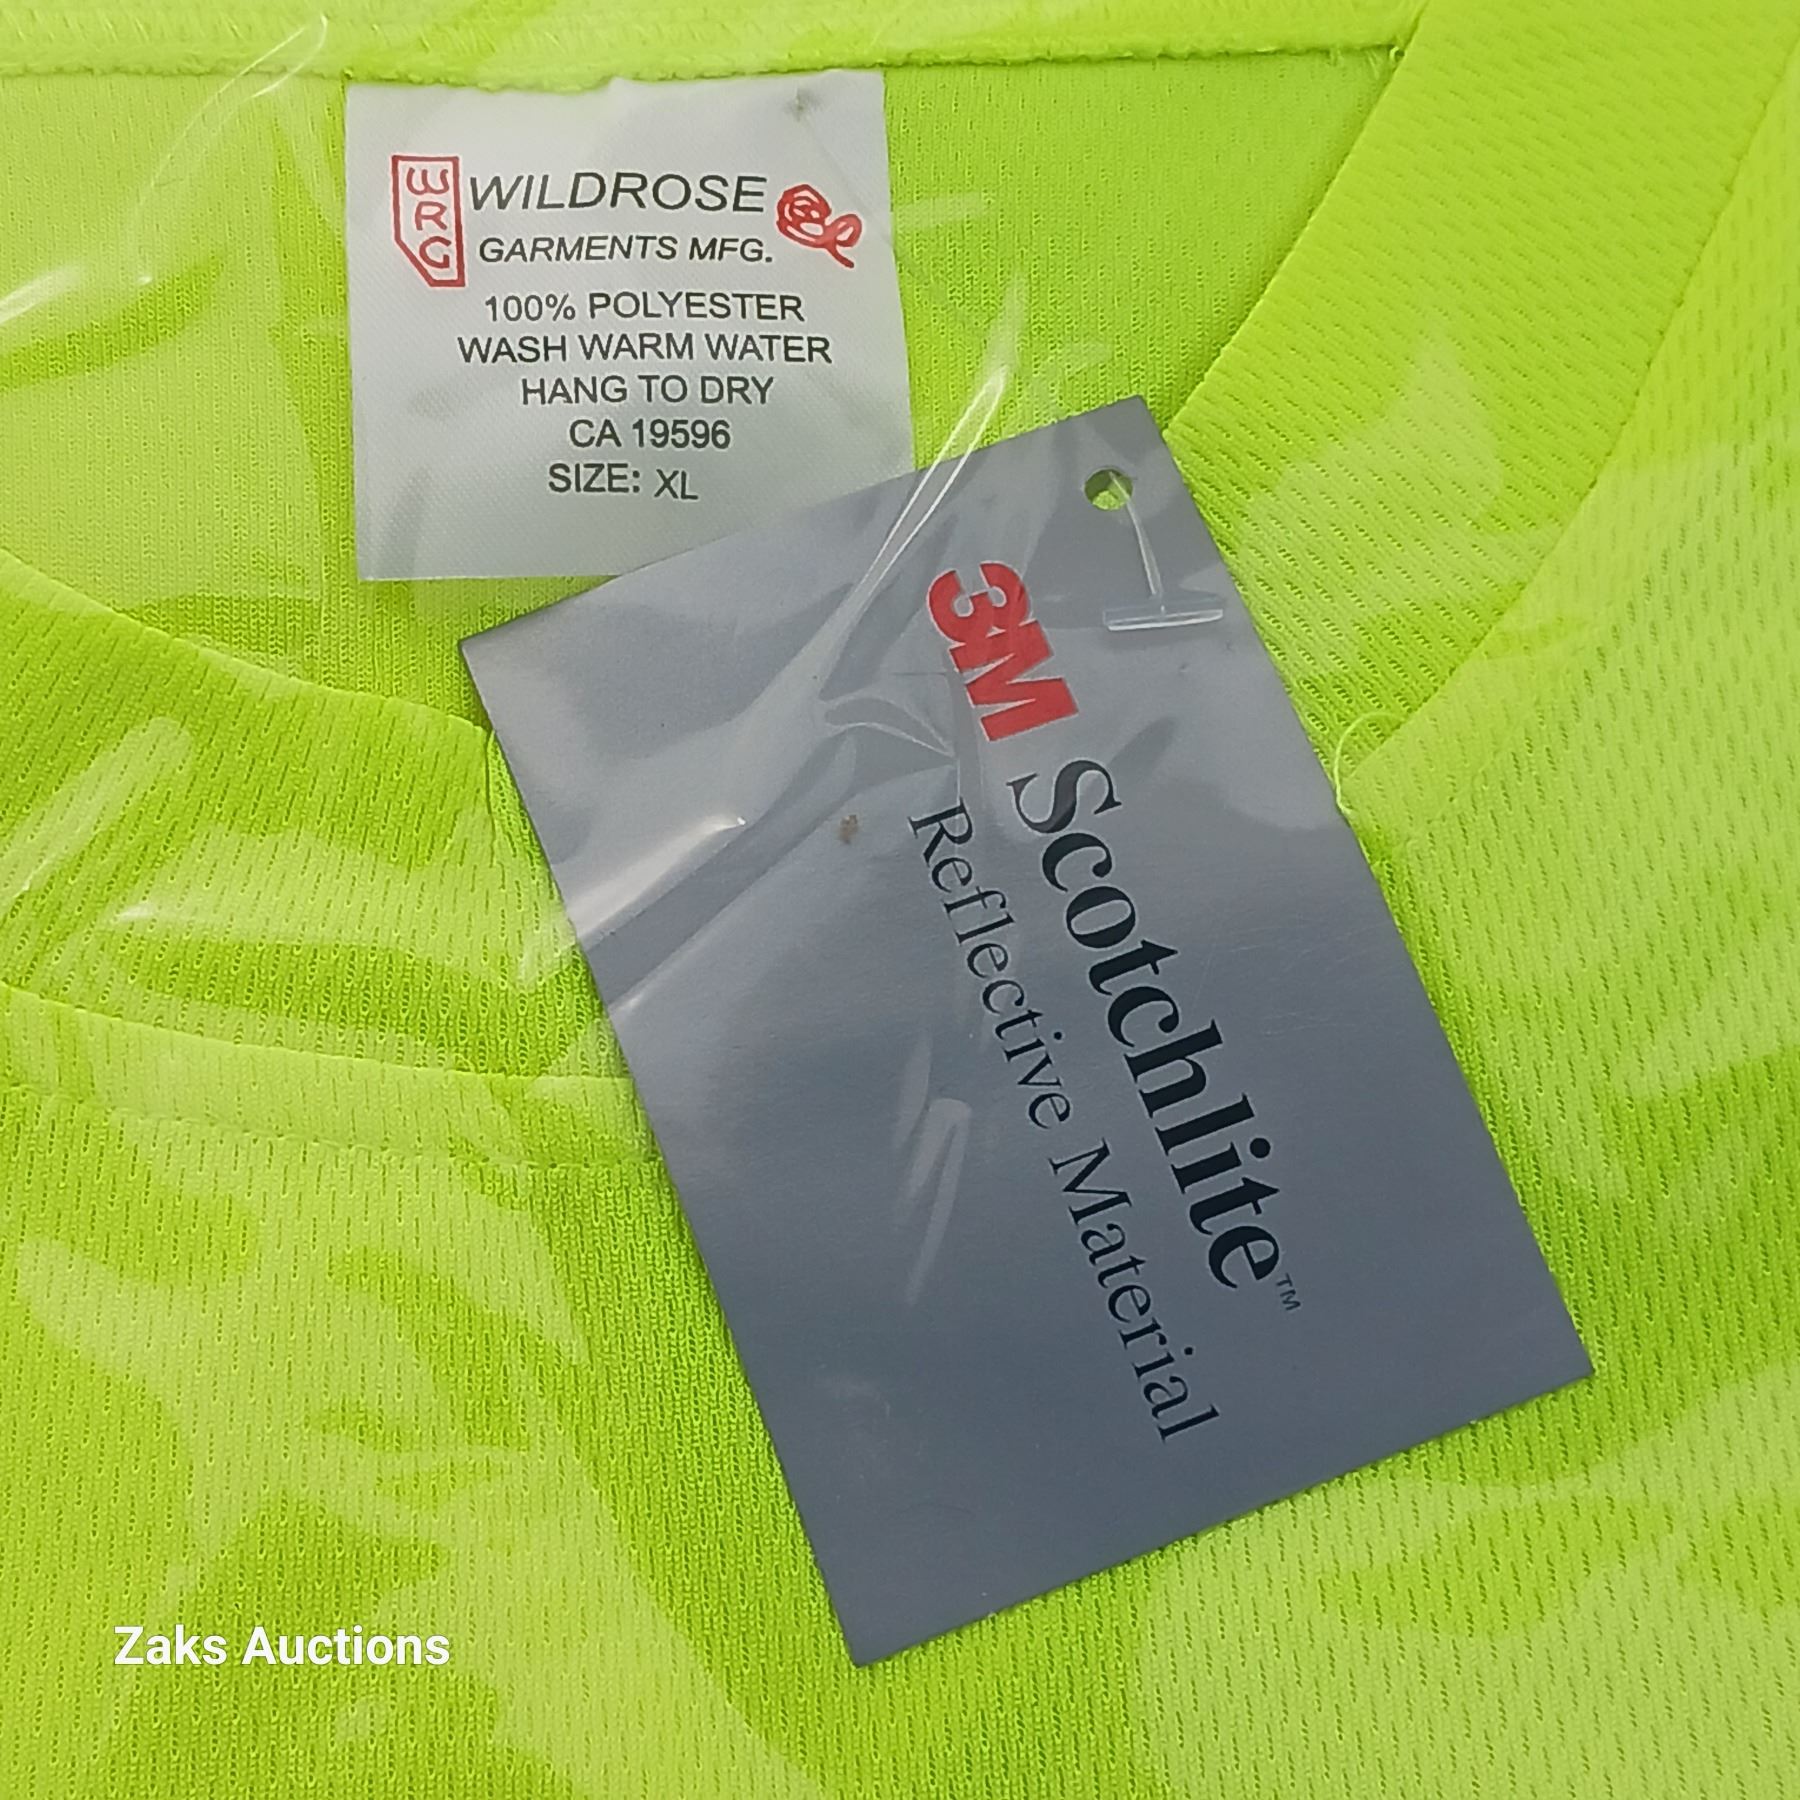 WRG
WILDROSE
GARMENTS MFG.
100% POLYESTER
WASH WARM WATER
HANG TO DRY
CA 19596
SIZE: XL
3M Scotchlite™
Reflective Material
Zaks Auctions